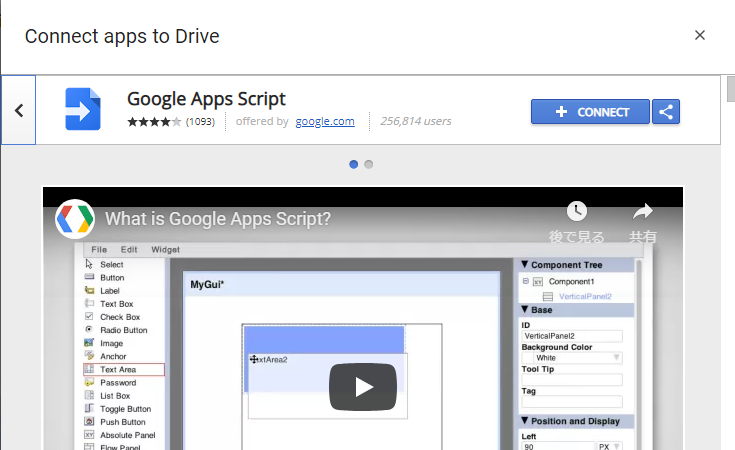 Connect apps to Drive
Google Apps Script
(1093)
offered by google.com
256,814 users
CONNECT
What is Google Apps Script?
後で見る
共有
File Edit Widget
Select
Button
Label
Text Box
Check Box
Radio Button
Image
Anchor
Text Area
Password
List Box
Toggle Button
Push Button
Absolute Panel
Flow Panel
MyGui*
xtArea2
Component Tree
Component1
VerticalPanel2
Base
ID
VerticalPanel2
Background Color
White
Tool Tip
Tag
Position and Display
Left
90 PX